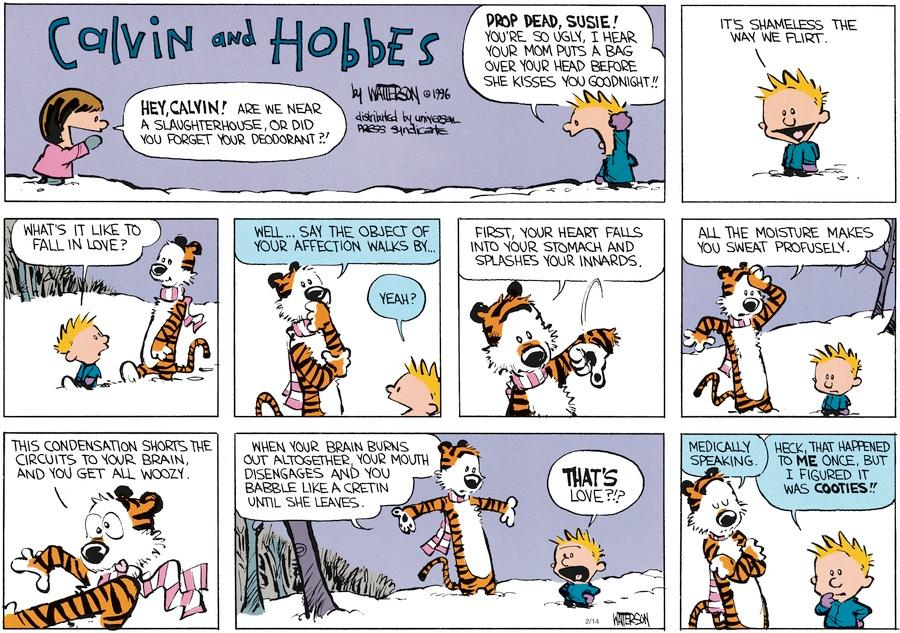 Calvin and Hobbes
by WATTERSON © 1996
distributed by universal
press syndicate
HEY, CALVIN! ARE WE NEAR
A SLAUGHTERHOUSE, OR DID
YOU FORGET YOUR DEODORANT?!
DROP DEAD, SUSIE!
YOU'RE SO UGLY, I HEAR
YOUR MOM PUTS A BAG
OVER YOUR HEAD BEFORE
SHE KISSES YOU GOODNIGHT!!
IT'S SHAMELESS THE
WAY WE FLIRT.
WHAT'S IT LIKE TO
FALL IN LOVE?
WELL... SAY THE OBJECT OF
YOUR AFFECTION WALKS BY...
YEAH?
FIRST, YOUR HEART FALLS
INTO YOUR STOMACH AND
SPLASHES YOUR INNARDS.
ALL THE MOISTURE MAKES
YOU SWEAT PROFUSELY.
THIS CONDENSATION SHORTS THE
CIRCUITS TO YOUR BRAIN,
AND YOU GET ALL WOOZY.
WHEN YOUR BRAIN BURNS
OUT ALTOGETHER, YOUR MOUTH
DISENGAGES AND YOU
BABBLE LIKE A CRETIN
UNTIL SHE LEAVES.
THAT'S
LOVE?!?
2/14 WATTERSON
MEDICALLY
SPEAKING.
HECK, THAT HAPPENED
TO ME ONCE, BUT
I FIGURED IT
WAS COOTIES!!